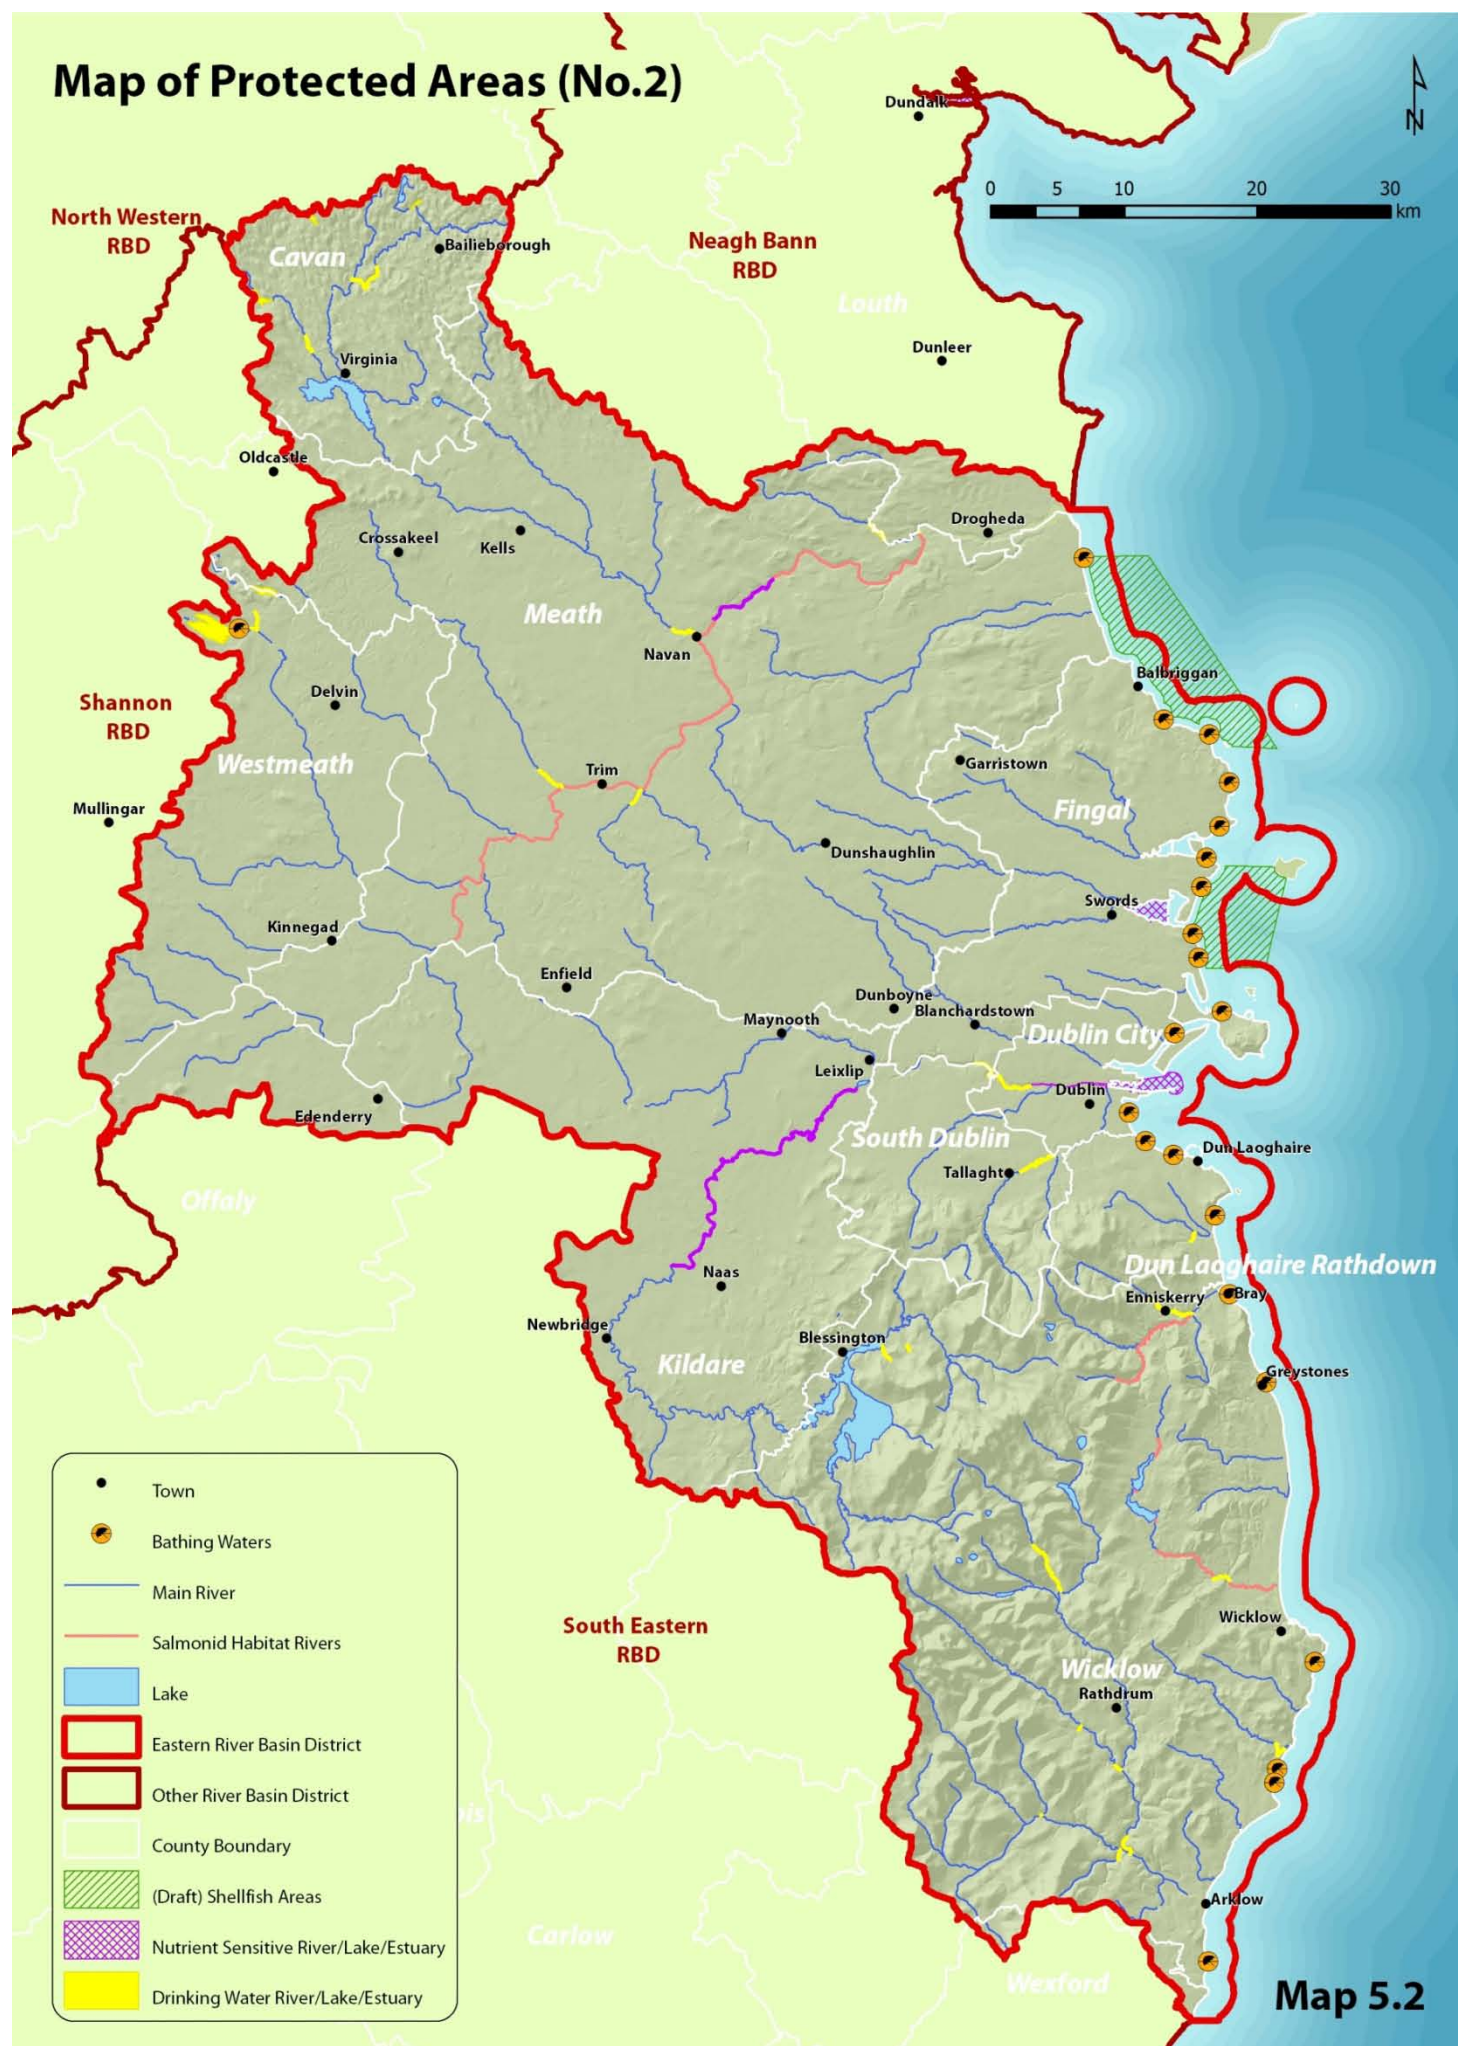 Map of Protected Areas (No.2)
Dundalk
N
0 5 10 20 30
km
North Western
RBD
Cavan
Bailieborough
Neagh Bann
RBD
Louth
Dunleer
Virginia
Oldcastle
Crossakeel
Kells
Drogheda
Meath
Navan
Balbriggan
Shannon
RBD
Delvin
Westmeath
Garristown
Trim
Mullingar
Fingal
Dunshaughlin
Swords
Kinnegad
Enfield
Dunboyne
Blanchardstown
Maynooth
Dublin City
Leixlip
Dublin
Edenderry
South Dublin
Dun Laoghaire
Tallaght
Offaly
Dun Laoghaire Rathdown
Naas
Enniskerry
Bray
Newbridge
Blessington
Kildare
Greystones
Wicklow
South Eastern
RBD
Wicklow
Rathdrum
ois
Arklow
Carlow
Wexford
Town
Bathing Waters
Main River
Salmonid Habitat Rivers
Lake
Eastern River Basin District
Other River Basin District
County Boundary
(Draft) Shellfish Areas
Nutrient Sensitive River/Lake/Estuary
Drinking Water River/Lake/Estuary
Map 5.2